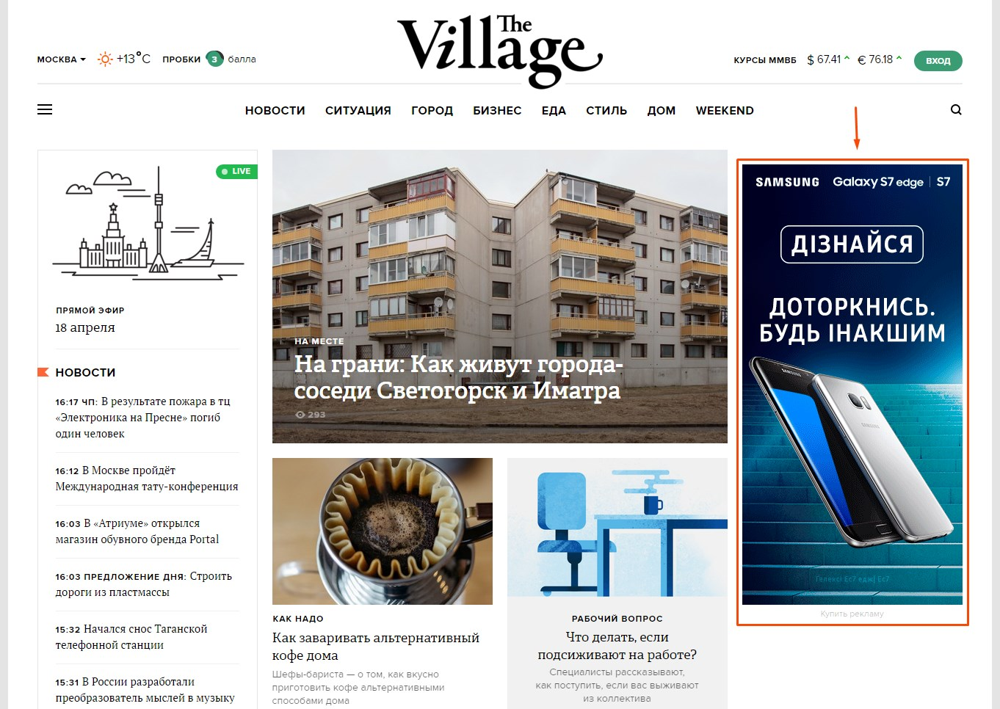 The
Village
МОСКВА
+13°C
ПРОБКИ
3
балла
КУРСЫ ММВБ
$ 67.41
€ 76.18
ВХОД
НОВОСТИ
СИТУАЦИЯ
ГОРОД
БИЗНЕС
ЕДА
СТИЛЬ
ДОМ
WEEKEND
LIVE
ПРЯМОЙ ЭФИР
18 апреля
НОВОСТИ
16:17 ЧП: В результате пожара в тц
«Электроника на Пресне» погиб
один человек
16:12 В Москве пройдёт
Международная тату-конференция
16:03 В «Атриуме» открылся
магазин обувного бренда Portal
16:03 ПРЕДЛОЖЕНИЕ ДНЯ: Строить
дороги из пластмассы
15:32 Начался снос Таганской
телефонной станции
15:31 В России разработали
преобразователь мыслей в музыку
НА МЕСТЕ
На грани: Как живут города-
соседи Светогорск и Иматра
293
КАК НАДО
Как заваривать альтернативный
кофе дома
Шефы-бариста — о том, как вкусно
приготовить кофе альтернативными
способами дома
РАБОЧИЙ ВОПРОС
Что делать, если
подсиживают на работе?
Специалисты рассказывают,
как поступить, если вас выживают
из коллектива
SAMSUNG Galaxy S7 edge | S7
ДІЗНАЙСЯ
ДОТОРКНИСЬ.
БУДЬ ІНАКШИМ
SAMSUNG
SAMSUNG
Гелексі Ес7 едж| Ес7
Купить рекламу